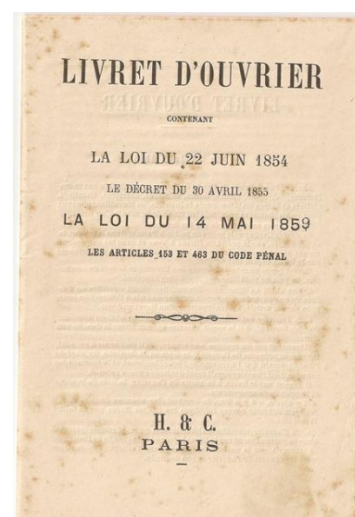 LIVRET D'OUVRIER
CONTENANT
LA LOI DU 22 JUIN 1854
LE DÉCRET DU 30 AVRIL 1855
LA LOI DU 14 MAI 1859
LES ARTICLES 153 ET 463 DU CODE PÉNAL
H. & C.
PARIS